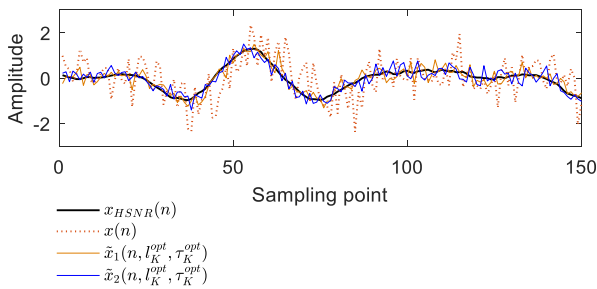 Amplitude
2
0
-2
0 50 100 150
Sampling point
x_{HSNR}(n)
x(n)
x̃_1(n, l_K^{opt}, τ_K^{opt})
x̃_2(n, l_K^{opt}, τ_K^{opt})